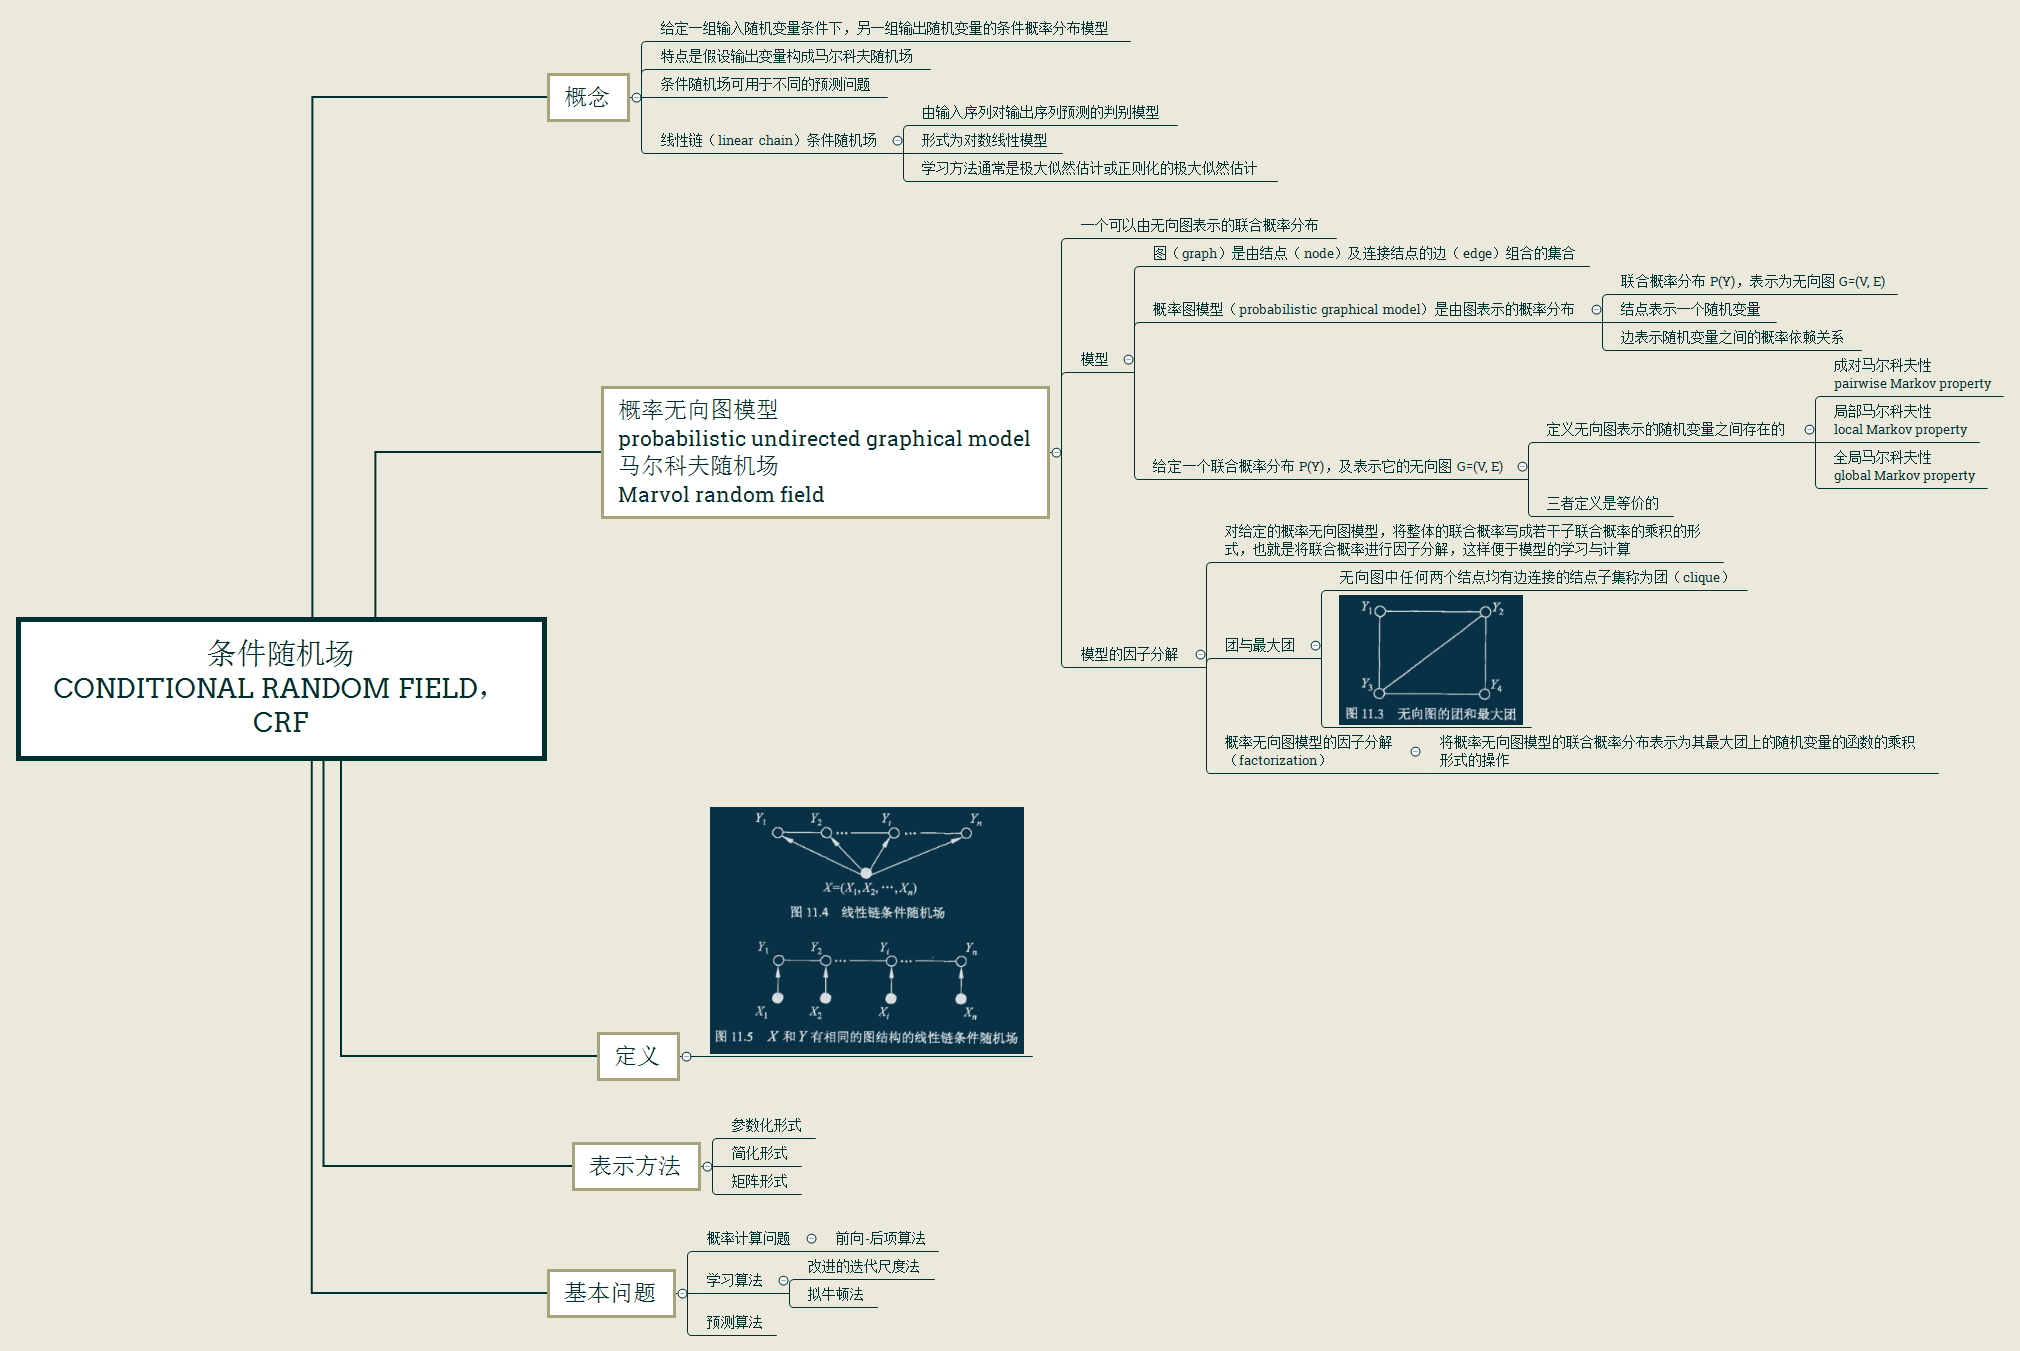 条件随机场
CONDITIONAL RANDOM FIELD，
CRF
概念
给定一组输入随机变量条件下，另一组输出随机变量的条件概率分布模型
特点是假设输出变量构成马尔科夫随机场
条件随机场可用于不同的预测问题
线性链（linear chain）条件随机场
由输入序列对输出序列预测的判别模型
形式为对数线性模型
学习方法通常是极大似然估计或正则化的极大似然估计
概率无向图模型
probabilistic undirected graphical model
马尔科夫随机场
Marvol random field
一个可以由无向图表示的联合概率分布
模型
图（graph）是由结点（node）及连接结点的边（edge）组合的集合
概率图模型（probabilistic graphical model）是由图表示的概率分布
联合概率分布 P(Y)，表示为无向图 G=(V, E)
结点表示一个随机变量
边表示随机变量之间的概率依赖关系
给定一个联合概率分布 P(Y)，及表示它的无向图 G=(V, E)
定义无向图表示的随机变量之间存在的
成对马尔科夫性
pairwise Markov property
局部马尔科夫性
local Markov property
全局马尔科夫性
global Markov property
三者定义是等价的
模型的因子分解
对给定的概率无向图模型，将整体的联合概率写成若干子联合概率的乘积的形
式，也就是将联合概率进行因子分解，这样便于模型的学习与计算
团与最大团
无向图中任何两个结点均有边连接的结点子集称为团（clique）
Y1 Y2
Y3 Y4
图 11.3 无向图的团和最大团
概率无向图模型的因子分解
（factorization）
将概率无向图模型的联合概率分布表示为其最大团上的随机变量的函数的乘积
形式的操作
定义
Y1 Y2 Yi Yn
··· ···
X=(X1,X2,···,Xn)
图 11.4 线性链条件随机场
Y1 Y2 Yi Yn
··· ···
X1 X2 Xi Xn
图 11.5 X 和 Y 有相同的图结构的线性链条件随机场
表示方法
参数化形式
简化形式
矩阵形式
基本问题
概率计算问题
前向-后项算法
学习算法
改进的迭代尺度法
拟牛顿法
预测算法